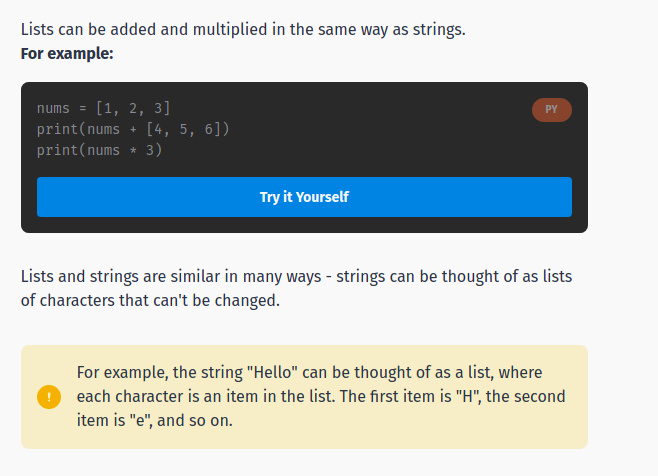 Lists can be added and multiplied in the same way as strings.
For example:
nums = [1, 2, 3]
PY
print(nums + [4, 5, 6])
print(nums * 3)
Try it Yourself
Lists and strings are similar in many ways - strings can be thought of as lists
of characters that can't be changed.
For example, the string "Hello" can be thought of as a list, where
each character is an item in the list. The first item is "H", the second
item is "e", and so on.